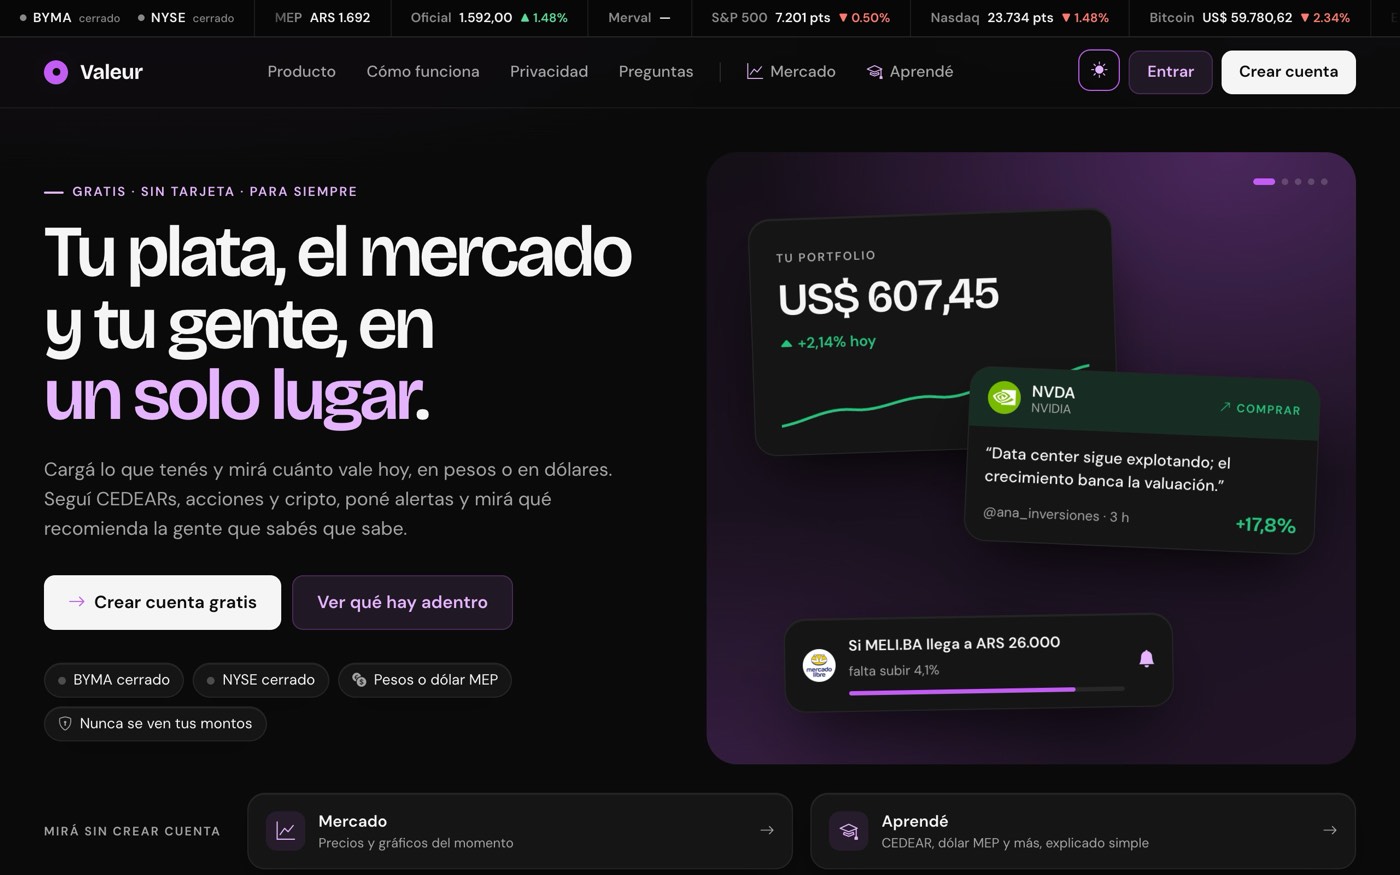 BYMA cerrado NYSE cerrado MEP ARS 1.692 Oficial 1.592,00 ▲1.48% Merval — S&P 500 7.201 pts ▼0.50% Nasdaq 23.734 pts ▼1.48% Bitcoin US$ 59.780,62 ▼2.34%
Valeur Producto Cómo funciona Privacidad Preguntas Mercado Aprendé Entrar Crear cuenta
GRATIS · SIN TARJETA · PARA SIEMPRE
Tu plata, el mercado
y tu gente, en
un solo lugar.
Cargá lo que tenés y mirá cuánto vale hoy, en pesos o en dólares.
Seguí CEDEARs, acciones y cripto, poné alertas y mirá qué
recomienda la gente que sabés que sabe.
→ Crear cuenta gratis Ver qué hay adentro
BYMA cerrado NYSE cerrado Pesos o dólar MEP
Nunca se ven tus montos
TU PORTFOLIO
US$ 607,45
▲ +2,14% hoy
NVDA
NVIDIA
↗ COMPRAR
“Data center sigue explotando; el
crecimiento banca la valuación.”
@ana_inversiones · 3 h
+17,8%
mercado
libre
Si MELI.BA llega a ARS 26.000
falta subir 4,1%
MIRÁ SIN CREAR CUENTA
Mercado
Precios y gráficos del momento
→
Aprendé
CEDEAR, dólar MEP y más, explicado simple
→